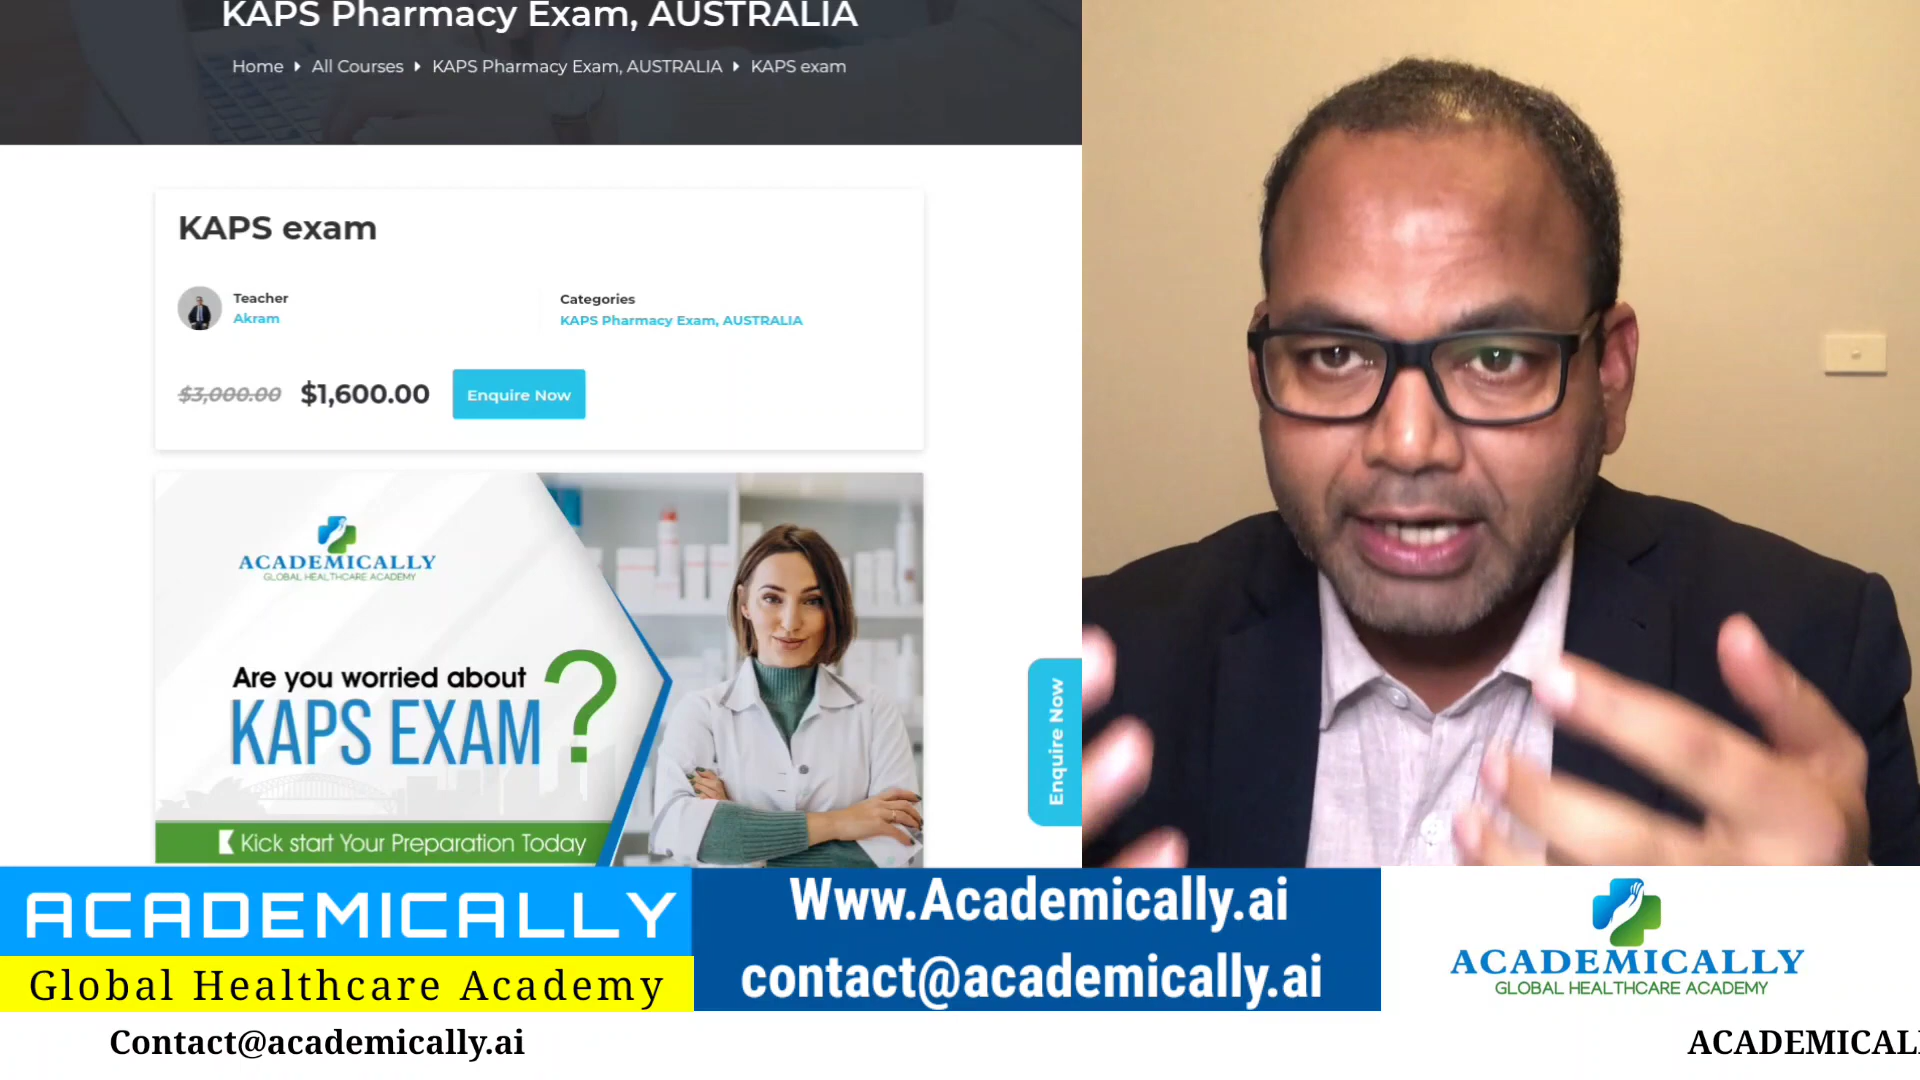 KAPS Pharmacy Exam, AUSTRALIA
Home All Courses KAPS Pharmacy Exam, AUSTRALIA KAPS exam
KAPS exam
Teacher
Akram
Categories
KAPS Pharmacy Exam, AUSTRALIA
$3,000.00 $1,600.00 Enquire Now
ACADEMICALLY
GLOBAL HEALTHCARE ACADEMY
Are you worried about
KAPS EXAM?
Kick start Your Preparation Today
Enquire Now
ACADEMICALLY
Global Healthcare Academy
Www.Academically.ai
contact@academically.ai
ACADEMICALLY
GLOBAL HEALTHCARE ACADEMY
Contact@academically.ai
ACADEMICAL